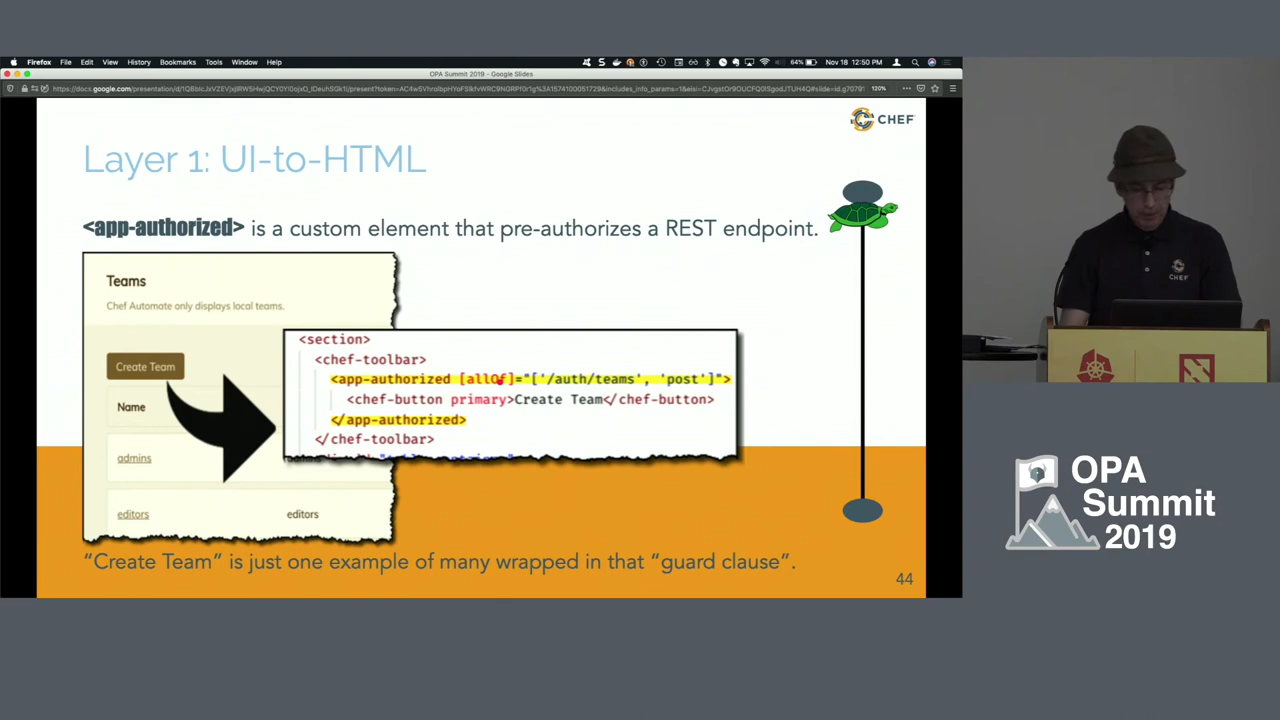 Firefox File Edit View History Bookmarks Tools Window Help
64% Nov 18 12:50 PM
OPA Summit 2019 - Google Slides
120%
CHEF
Layer 1: UI-to-HTML
<app-authorized> is a custom element that pre-authorizes a REST endpoint.
Teams
Chef Automate only displays local teams.
Create Team
Name
admins
editors editors
<section>
<chef-toolbar>
<app-authorized [allOf]="['/auth/teams', 'post']">
<chef-button primary>Create Team</chef-button>
</app-authorized>
</chef-toolbar>
"Create Team" is just one example of many wrapped in that "guard clause".
44
CHEF
OPA
Summit
2019